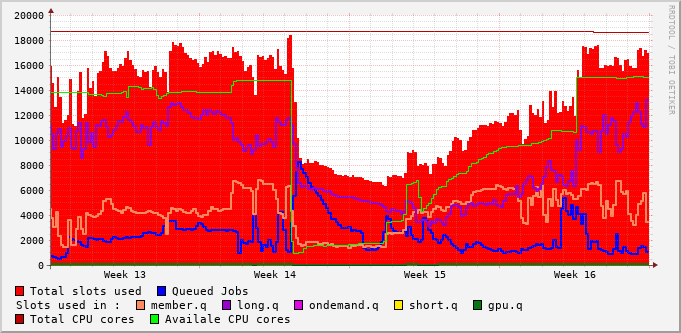 20000
18000
16000
14000
12000
10000
8000
6000
4000
2000
0
Week 13 Week 14 Week 15 Week 16
Total slots used Queued Jobs
Slots used in : member.q long.q ondemand.q short.q gpu.q
Total CPU cores Availale CPU cores
RRDTOOL / TOBI OETIKER